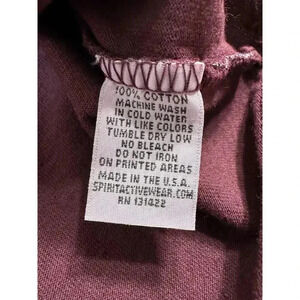 100% COTTON
MACHINE WASH
IN COLD WATER
WITH LIKE COLORS
TUMBLE DRY LOW
NO BLEACH
DO NOT IRON
ON PRINTED AREAS
MADE IN THE U.S.A.
SPIRITACTIVEWEAR.COM
RN 131422